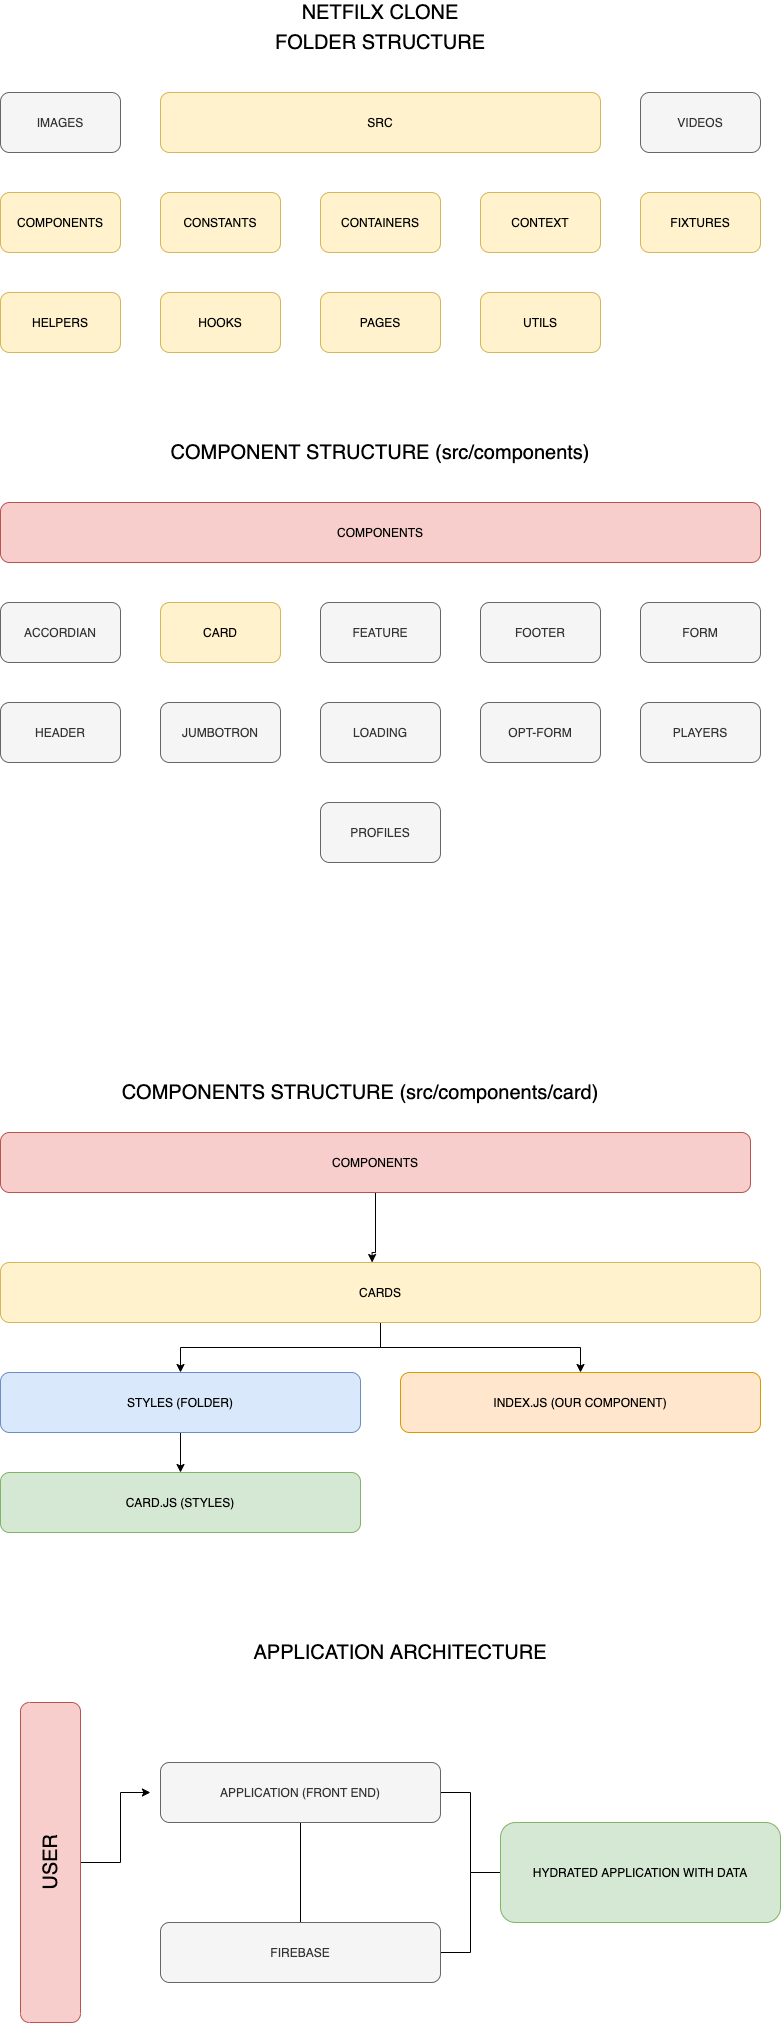 NETFILX CLONE
FOLDER STRUCTURE
IMAGES
SRC
VIDEOS
COMPONENTS
CONSTANTS
CONTAINERS
CONTEXT
FIXTURES
HELPERS
HOOKS
PAGES
UTILS
COMPONENT STRUCTURE (src/components)
COMPONENTS
ACCORDIAN
CARD
FEATURE
FOOTER
FORM
HEADER
JUMBOTRON
LOADING
OPT-FORM
PLAYERS
PROFILES
COMPONENTS STRUCTURE (src/components/card)
COMPONENTS
CARDS
STYLES (FOLDER)
INDEX.JS (OUR COMPONENT)
CARD.JS (STYLES)
APPLICATION ARCHITECTURE
USER
APPLICATION (FRONT END)
HYDRATED APPLICATION WITH DATA
FIREBASE